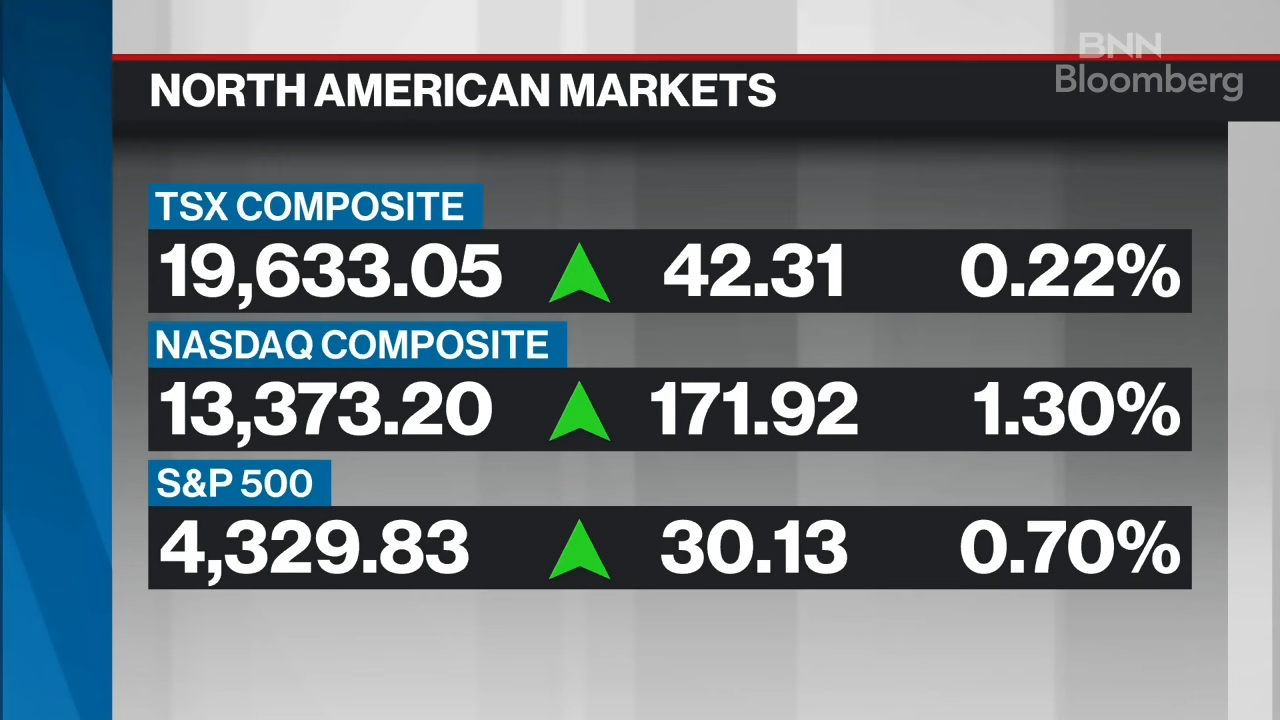 BNN
Bloomberg
NORTH AMERICAN MARKETS
TSX COMPOSITE
19,633.05 42.31 0.22%
NASDAQ COMPOSITE
13,373.20 171.92 1.30%
S&P 500
4,329.83 30.13 0.70%